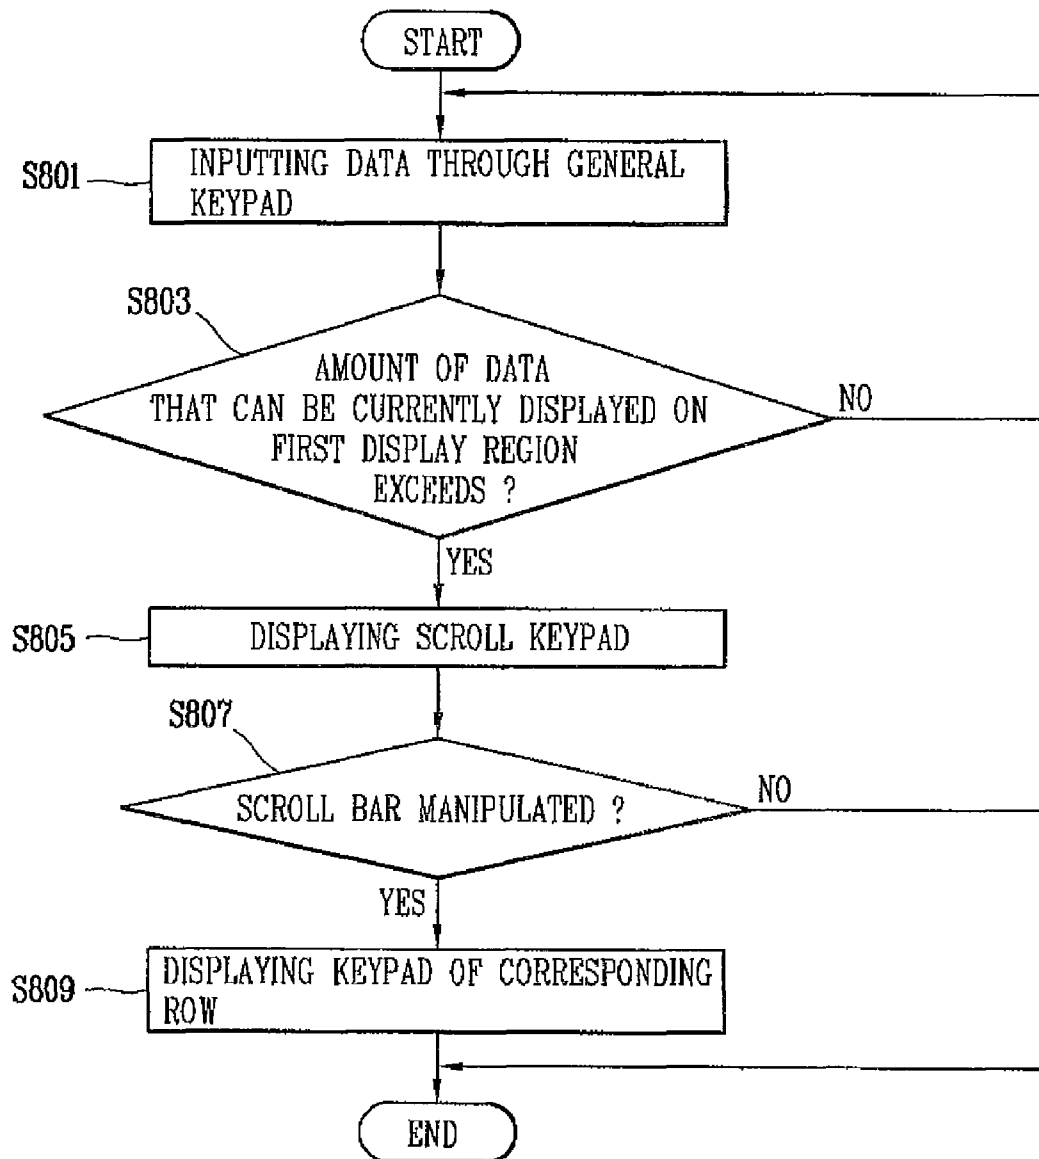 START
S801
INPUTTING DATA THROUGH GENERAL
KEYPAD
S803
AMOUNT OF DATA
THAT CAN BE CURRENTLY DISPLAYED ON
FIRST DISPLAY REGION
EXCEEDS ?
NO
YES
S805
DISPLAYING SCROLL KEYPAD
S807
SCROLL BAR MANIPULATED ?
NO
YES
S809
DISPLAYING KEYPAD OF CORRESPONDING
ROW
END